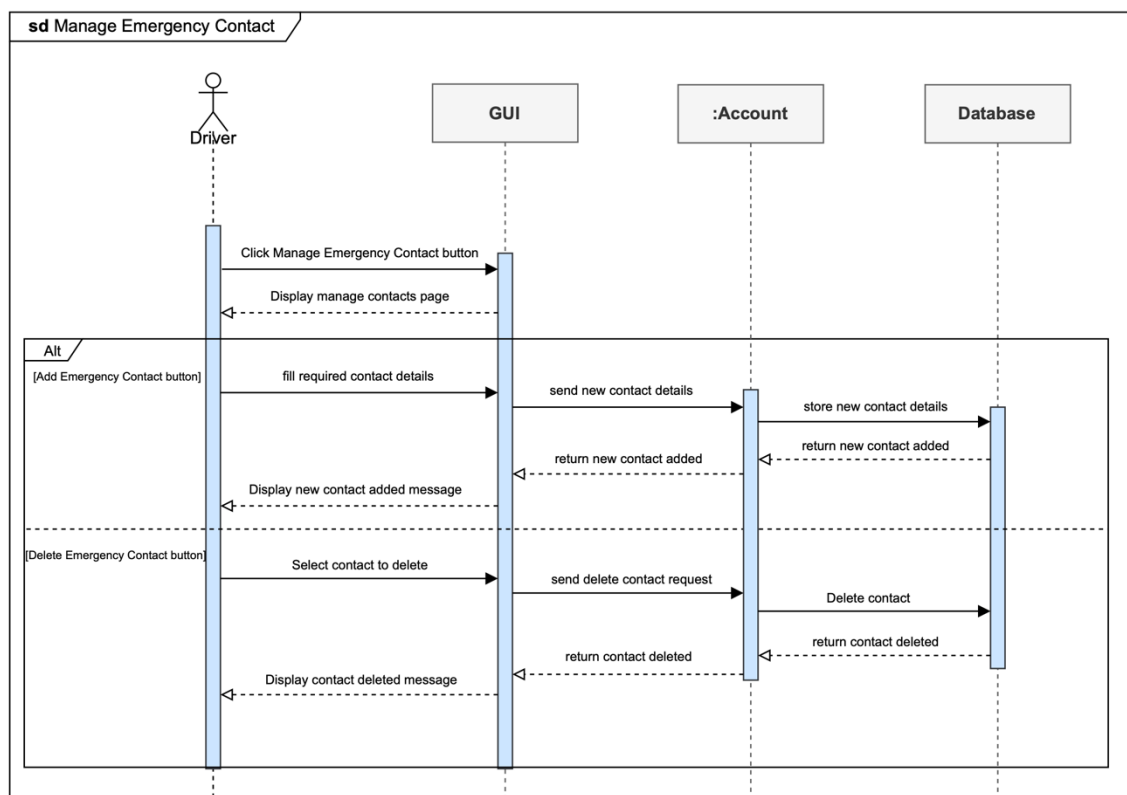 sd Manage Emergency Contact
Driver
GUI
:Account
Database
Click Manage Emergency Contact button
Display manage contacts page
Alt
[Add Emergency Contact button]
fill required contact details
send new contact details
store new contact details
return new contact added
return new contact added
Display new contact added message
[Delete Emergency Contact button]
Select contact to delete
send delete contact request
Delete contact
return contact deleted
return contact deleted
Display contact deleted message